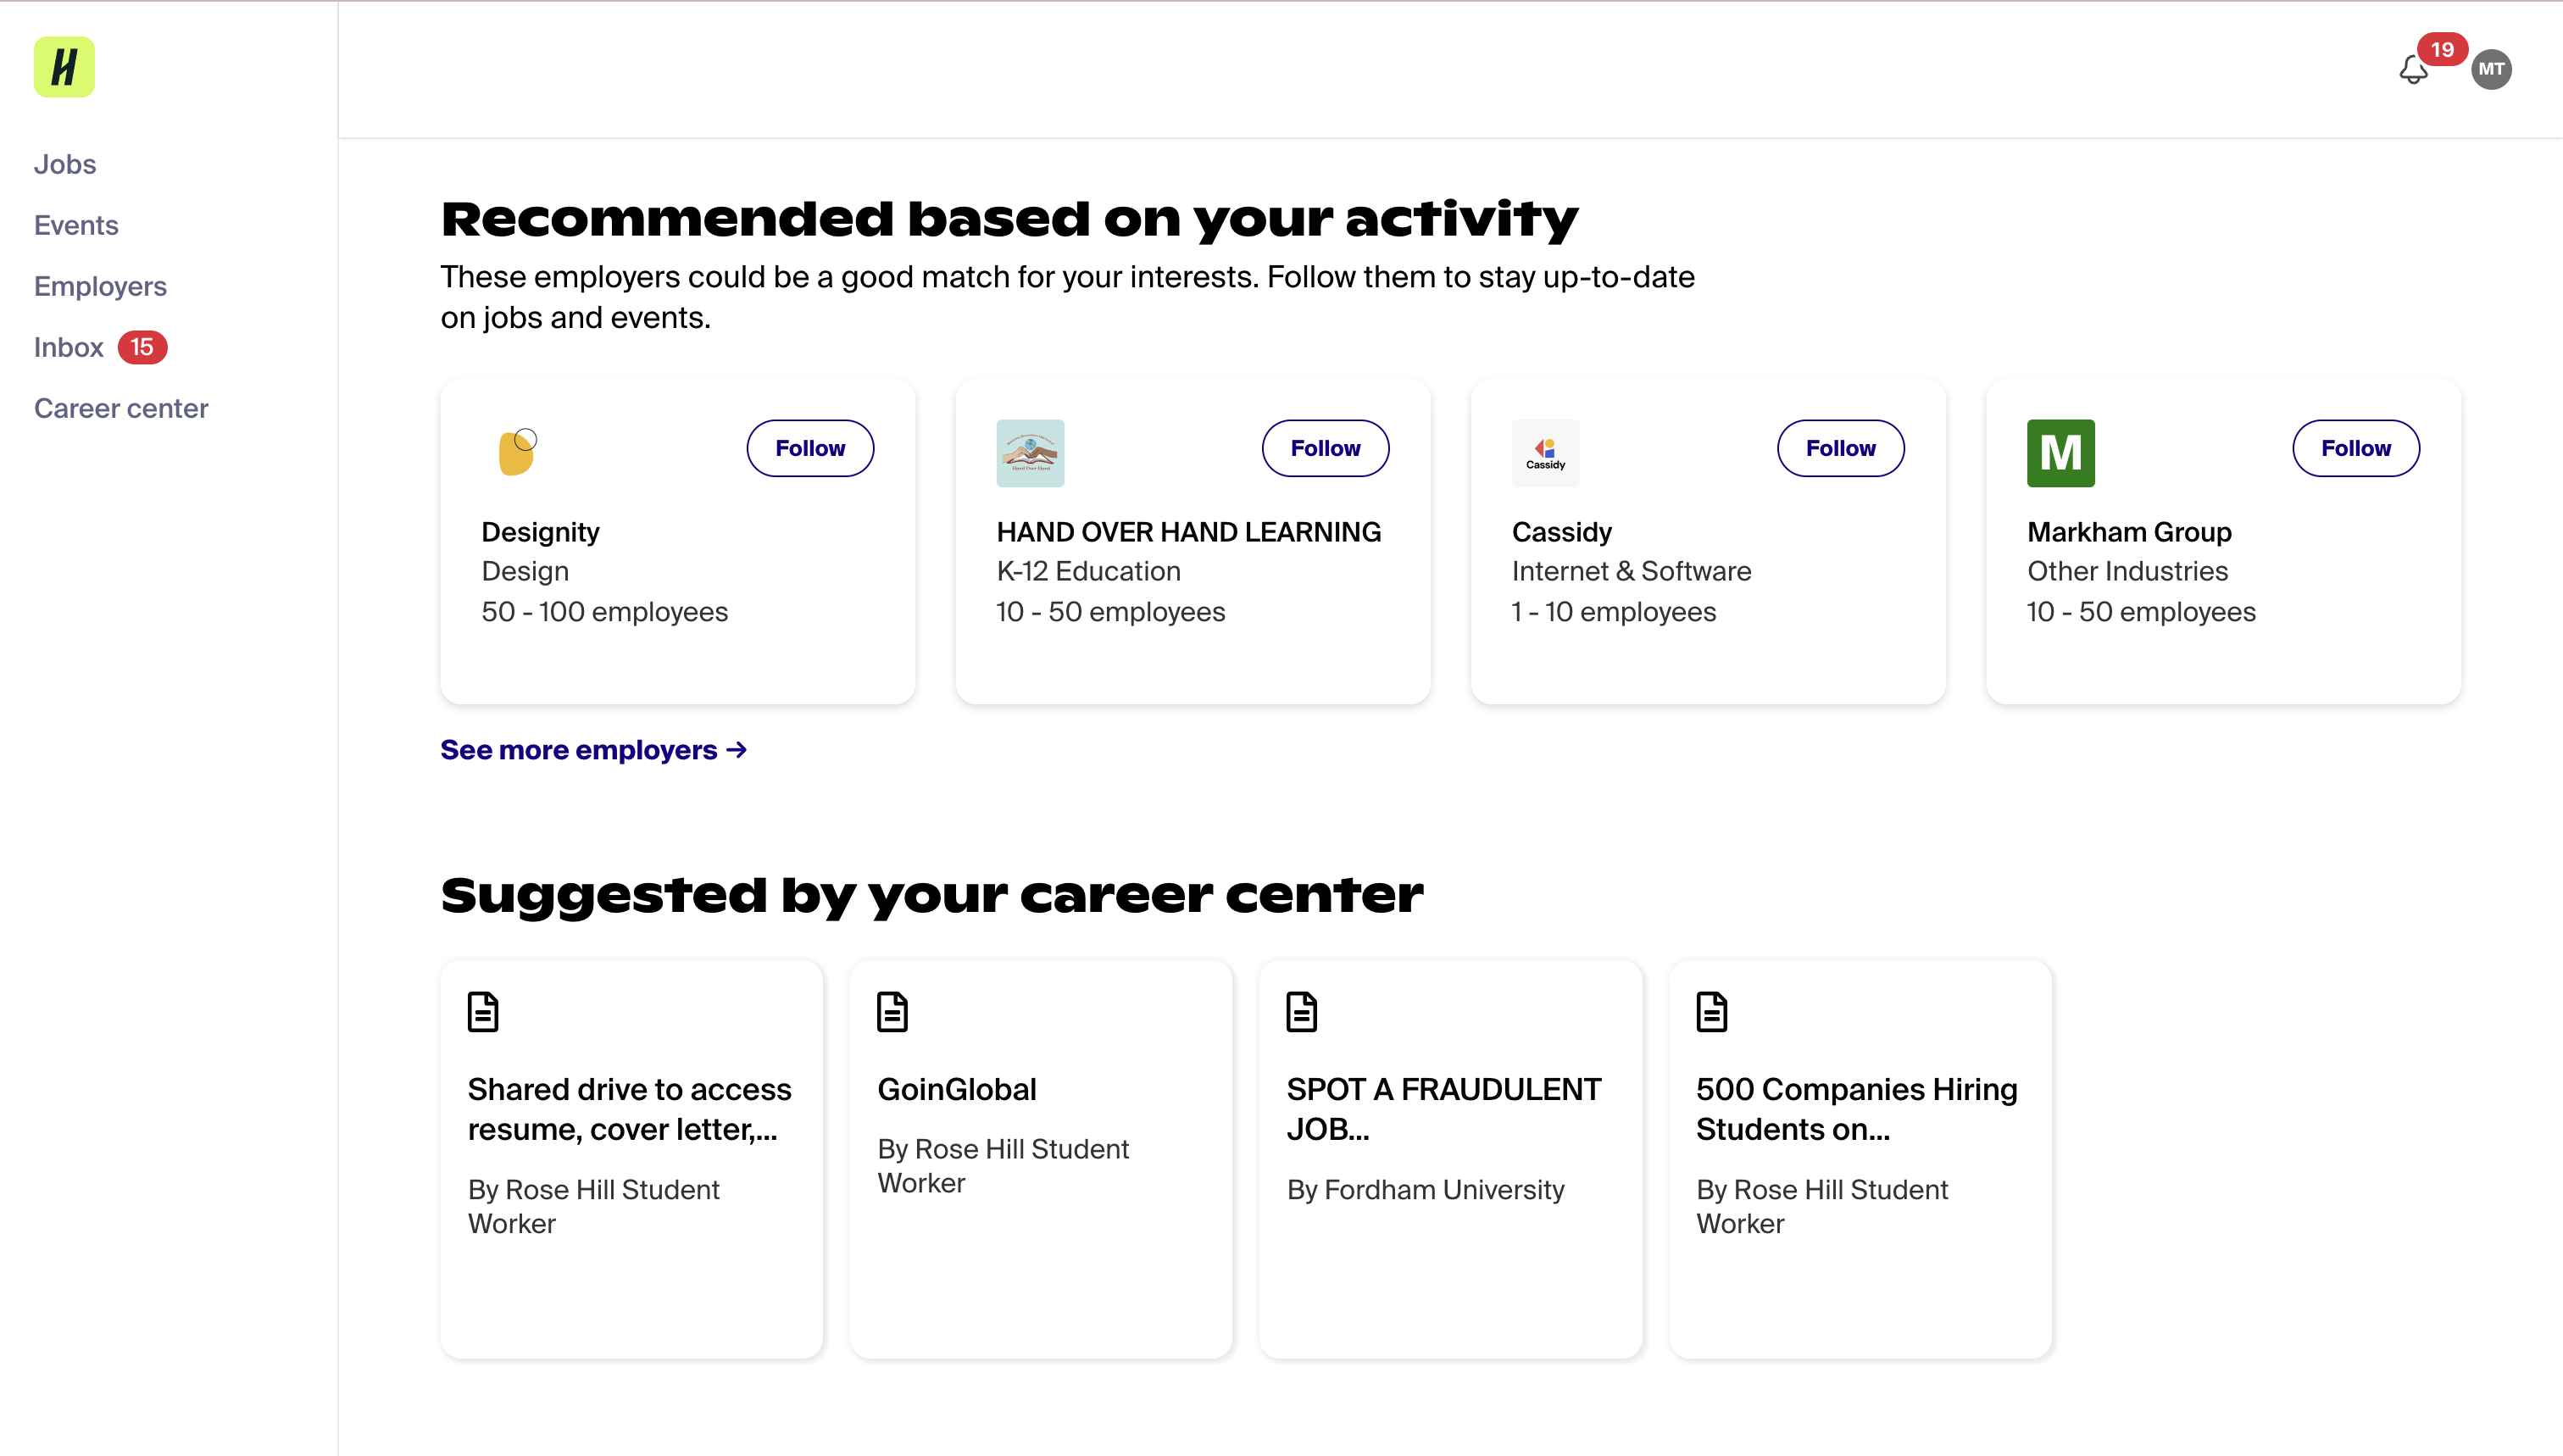 H
19
MT
Jobs
Events
Employers
Inbox 15
Career center
Recommended based on your activity
These employers could be a good match for your interests. Follow them to stay up-to-date
on jobs and events.
Follow
Designity
Design
50 - 100 employees
Hand Over Hand
Follow
HAND OVER HAND LEARNING
K-12 Education
10 - 50 employees
Cassidy
Follow
Cassidy
Internet & Software
1 - 10 employees
M
Follow
Markham Group
Other Industries
10 - 50 employees
See more employers →
Suggested by your career center
Shared drive to access
resume, cover letter,...
By Rose Hill Student
Worker
GoinGlobal
By Rose Hill Student
Worker
SPOT A FRAUDULENT
JOB...
By Fordham University
500 Companies Hiring
Students on...
By Rose Hill Student
Worker